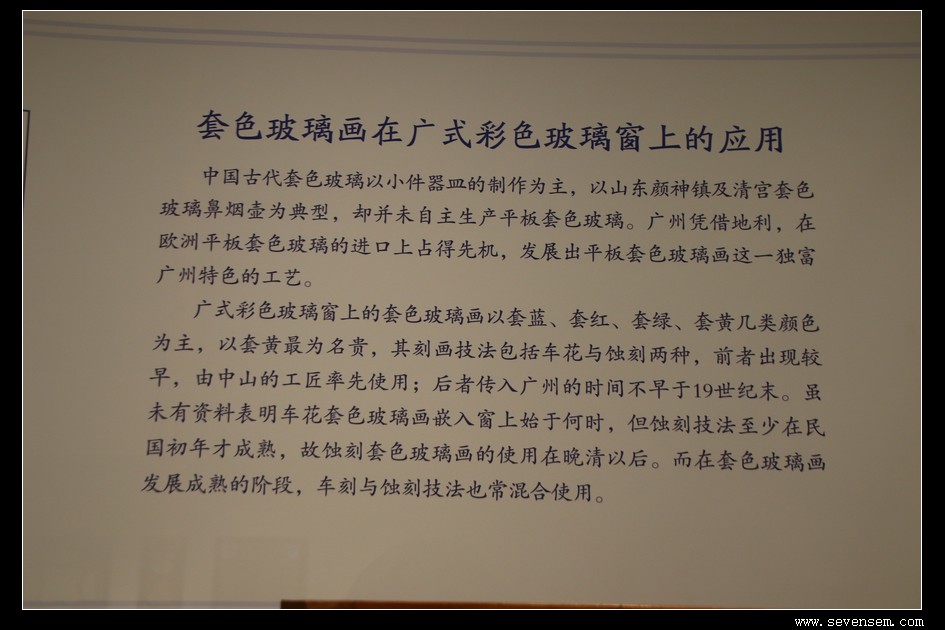 套色玻璃画在广式彩色玻璃窗上的应用
中国古代套色玻璃以小件器皿的制作为主，以山东颜神镇及清宫套色
玻璃鼻烟壶为典型，却并未自主生产平板套色玻璃。广州凭借地利，在
欧洲平板套色玻璃的进口上占得先机，发展出平板套色玻璃画这一独富
广州特色的工艺。
广式彩色玻璃窗上的套色玻璃画以套蓝、套红、套绿、套黄几类颜色
为主，以套黄最为名贵，其刻画技法包括车花与蚀刻两种，前者出现较
早，由中山的工匠率先使用；后者传入广州的时间不早于19世纪末。虽
未有资料表明车花套色玻璃画嵌入窗上始于何时，但蚀刻技法至少在民
国初年才成熟，故蚀刻套色玻璃画的使用在晚清以后。而在套色玻璃画
发展成熟的阶段，车刻与蚀刻技法也常混合使用。
www.sevensem.com